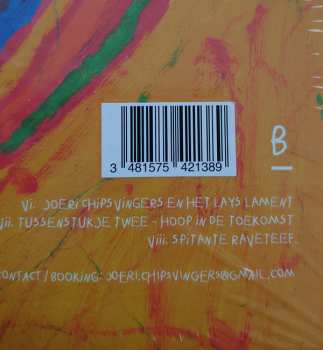 B
3 481575 421389
Vi. JOERI CHIPSVINGERS EN HET LAYS LAMENT
Vii. TUSSENSTUKJE TWEE - HOOP IN DE TOEKOMST
Viii. SPITANTE RAVETEEF.
CONTACT / BOOKING: JOERI.CHIPSVINGERS@GMAIL.COM